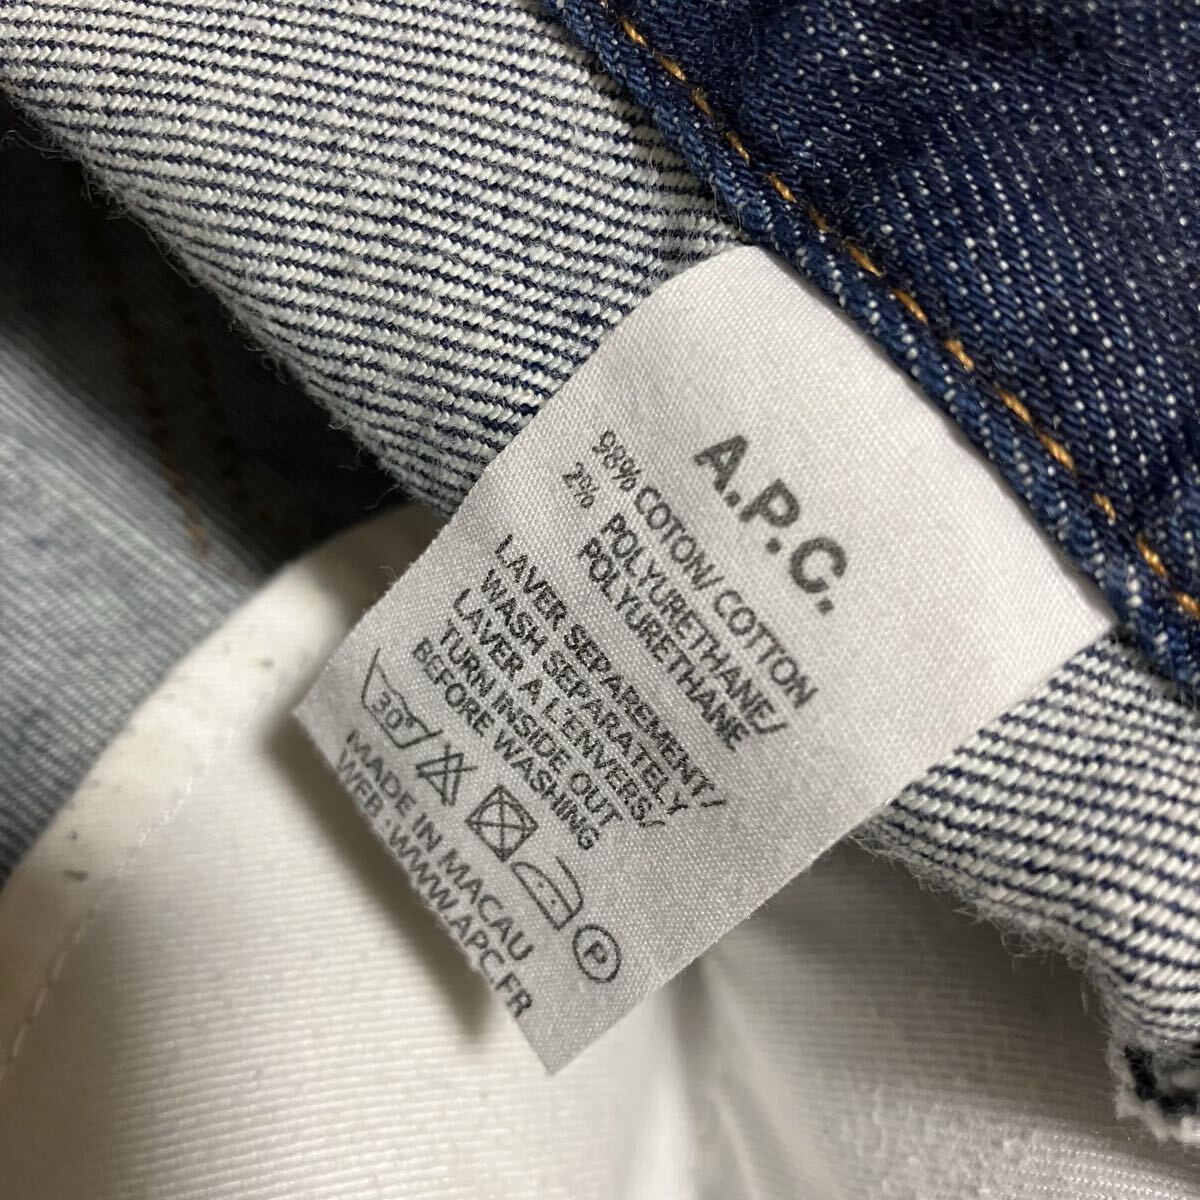 A.P.C.
98% COTON/ COTTON
2% POLYURETHANE/
POLYURETHANE
LAVER SEPAREMENT/
WASH SEPARATELY
LAVER A L'ENVERS/
TURN INSIDE OUT
BEFORE WASHING
30° P
MADE IN MACAU
WEB : WWW.APC.FR